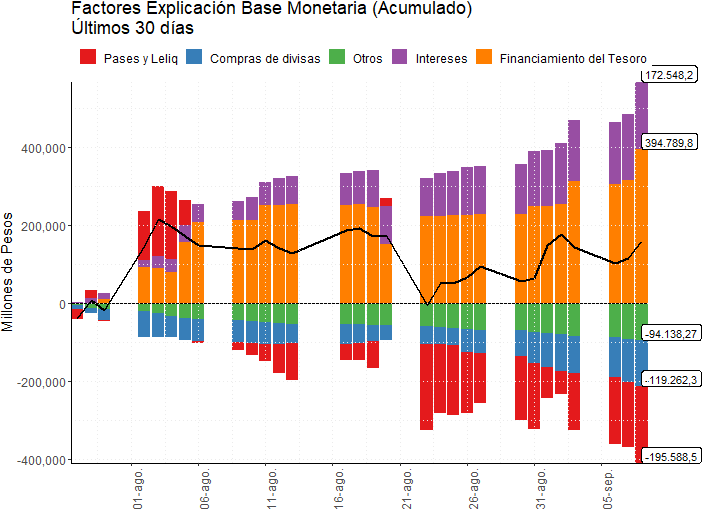 Factores Explicación Base Monetaria (Acumulado)
Últimos 30 días
Pases y Leliq
Compras de divisas
Otros
Intereses
Financiamiento del Tesoro
172.548,2
394.789,8
-94.138,27
-119.262,3
-195.588,5
Millones de Pesos
400,000
200,000
0
-200,000
-400,000
01-ago.
06-ago.
11-ago.
16-ago.
21-ago.
26-ago.
31-ago.
05-sep.